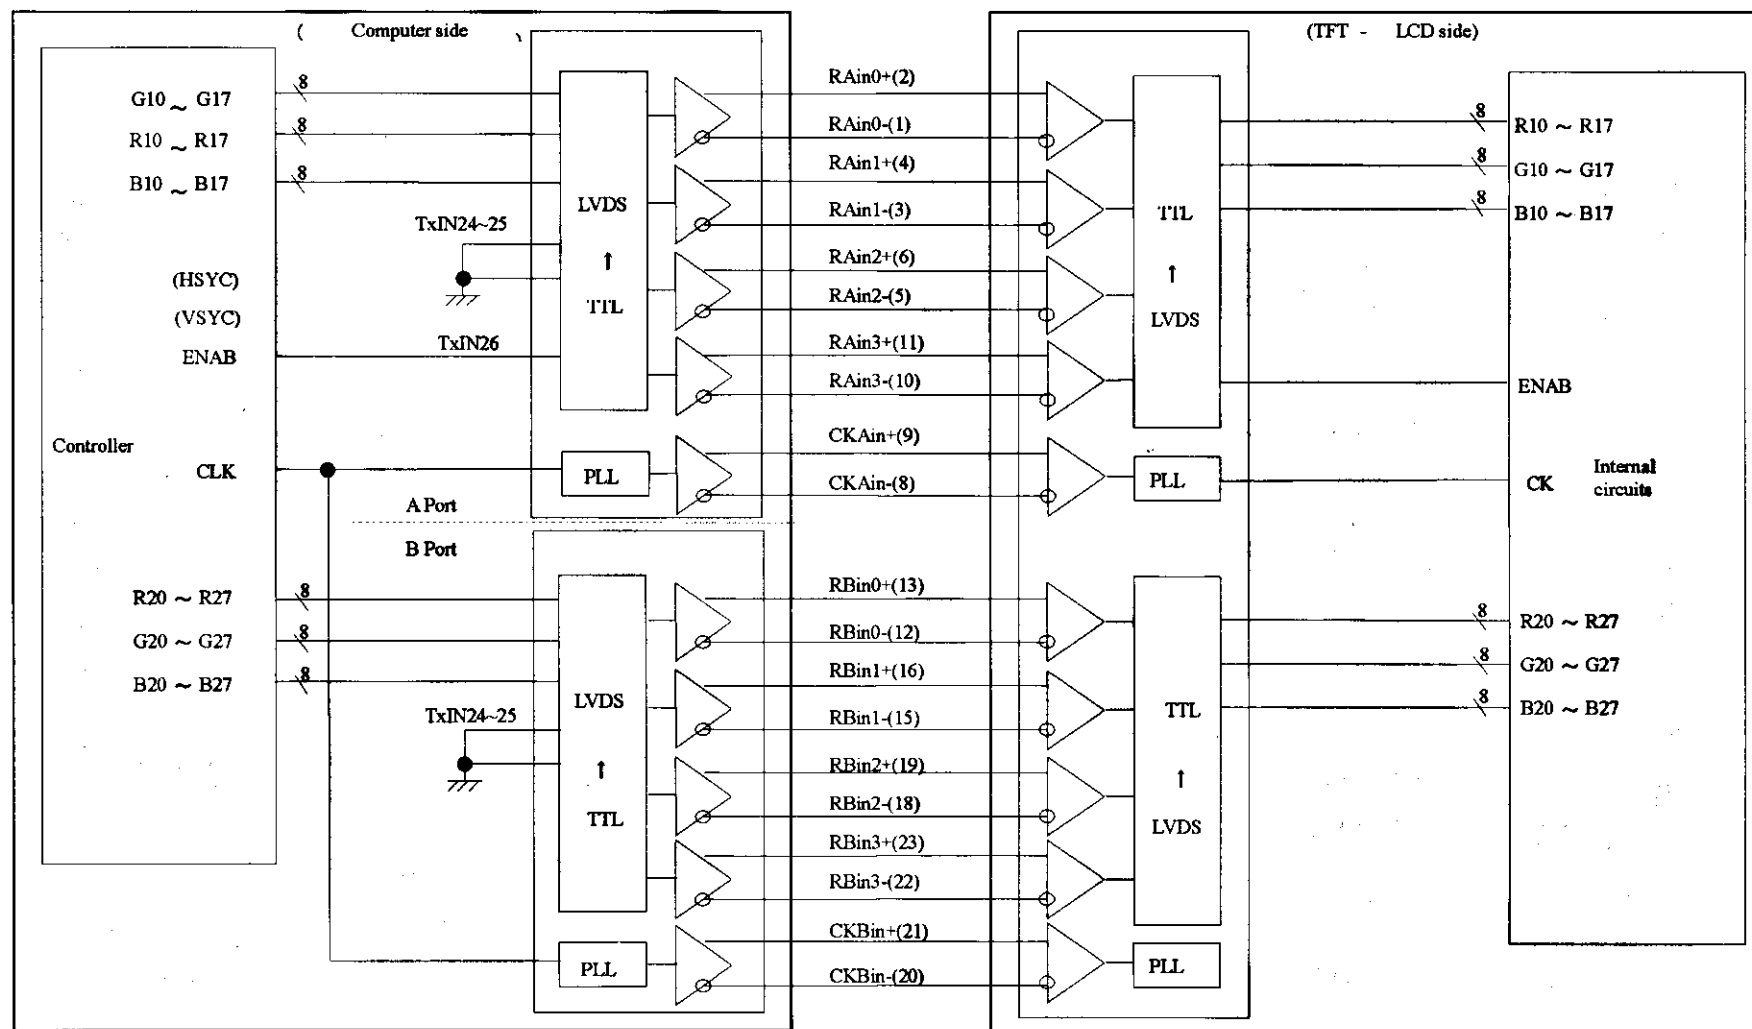 ( Computer side )
G10 ~ G17
8
R10 ~ R17
8
B10 ~ B17
8
TxIN24~25
(HSYC)
(VSYC)
ENAB
TxIN26
Controller
CLK
LVDS
↑
TTL
PLL
A Port
B Port
R20 ~ R27
8
G20 ~ G27
8
B20 ~ B27
8
TxIN24~25
LVDS
↑
TTL
PLL
RAin0+(2)
RAin0-(1)
RAin1+(4)
RAin1-(3)
RAin2+(6)
RAin2-(5)
RAin3+(11)
RAin3-(10)
CKAin+(9)
CKAin-(8)
RBin0+(13)
RBin0-(12)
RBin1+(16)
RBin1-(15)
RBin2+(19)
RBin2-(18)
RBin3+(23)
RBin3-(22)
CKBin+(21)
CKBin-(20)
(TFT - LCD side)
TTL
↑
LVDS
PLL
8
R10 ~ R17
8
G10 ~ G17
8
B10 ~ B17
ENAB
CK
Internal
circuits
TTL
↑
LVDS
PLL
8
R20 ~ R27
8
G20 ~ G27
8
B20 ~ B27